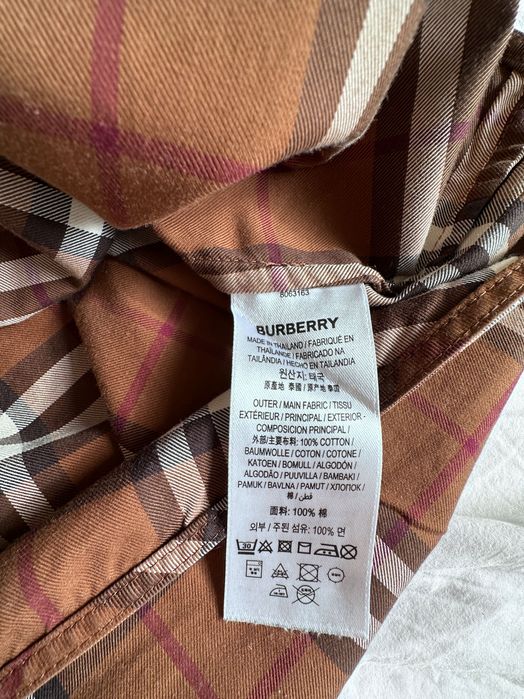 B063163
BURBERRY
MADE IN THAILAND / FABRIQUÉ EN
THAÏLANDE / FABRICADO NA
TAILÂNDIA / HECHO EN TAILANDIA
원산지: 태국
原產地 泰國 / 原产地 泰国
OUTER / MAIN FABRIC / TISSU
EXTÉRIEUR / PRINCIPAL / EXTERIOR -
COMPOSICION PRINCIPAL /
外部/主要布料: 100% COTTON /
BAUMWOLLE / COTON / COTONE /
KATOEN / BOMULL / ALGODÓN /
ALGODÃO / PUUVILLA / BAMBAKI /
PAMUK / BAVLNA / PAMUT / ХЛОПОК /
棉 / قطن
面料: 100% 棉
외부 / 주된 섬유: 100% 면
30